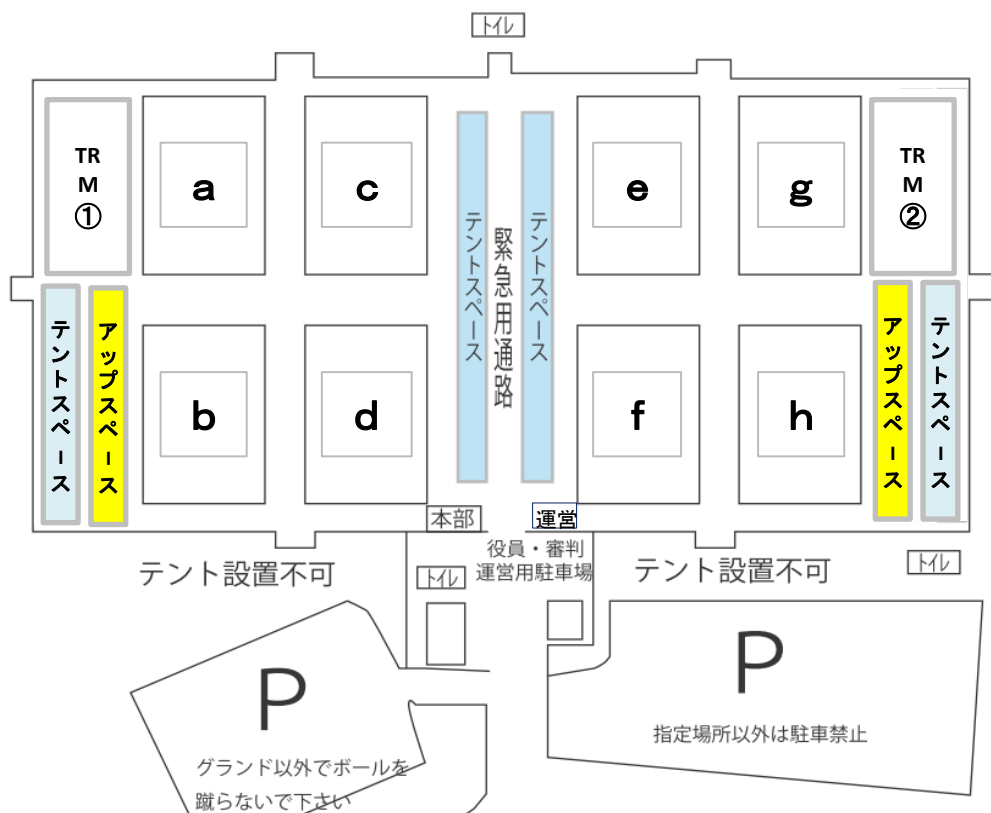 トイレ
TR
M
①
a
c
e
g
TR
M
②
テントスペース
緊急用通路
テントスペース
テントスペース
アップスペース
b
d
f
h
アップスペース
テントスペース
本部
運営
役員・審判
運営用駐車場
テント設置不可
テント設置不可
トイレ
トイレ
P
P
指定場所以外は駐車禁止
グランド以外でボールを
蹴らないで下さい